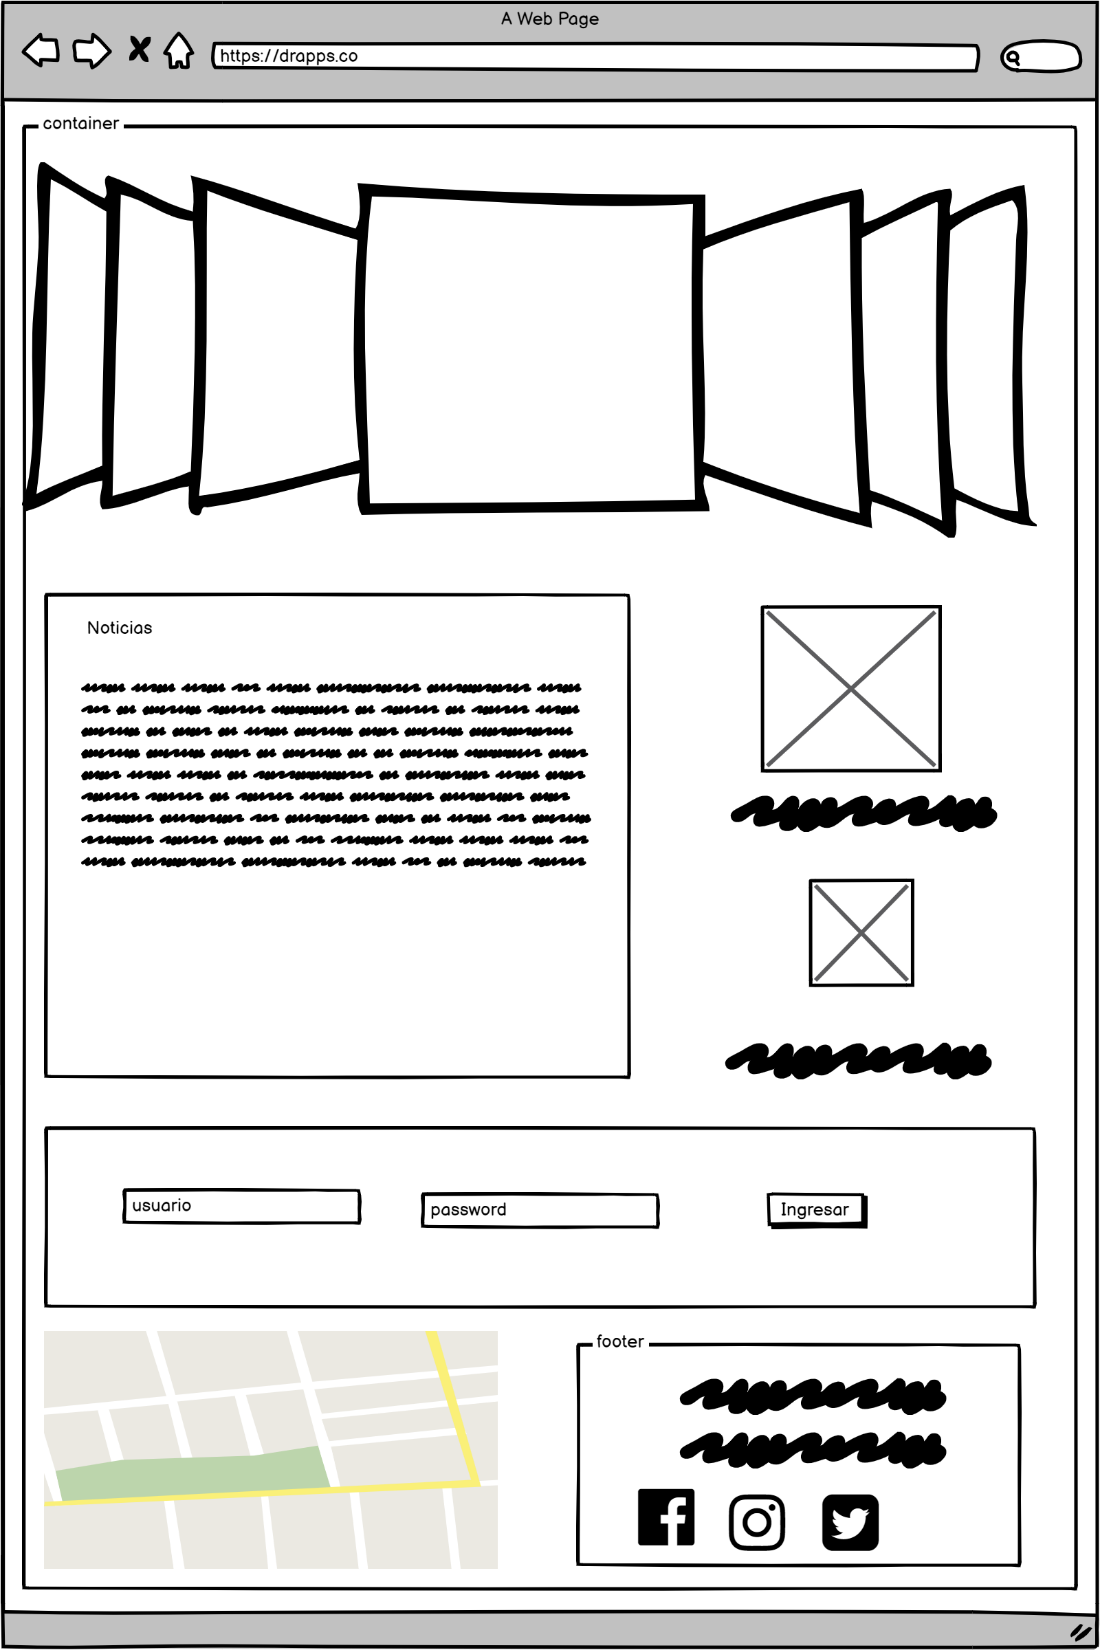 A Web Page
https://drapps.co
container
Noticias
usuario
password
Ingresar
footer